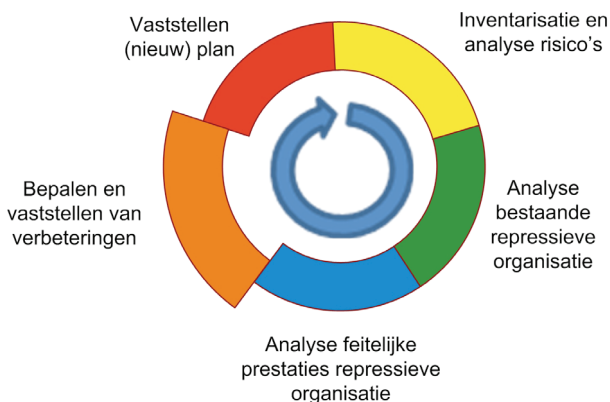 Vaststellen
(nieuw) plan
Inventarisatie en
analyse risico's
Analyse
bestaande
repressieve
organisatie
Analyse feitelijke
prestaties repressieve
organisatie
Bepalen en
vaststellen van
verbeteringen